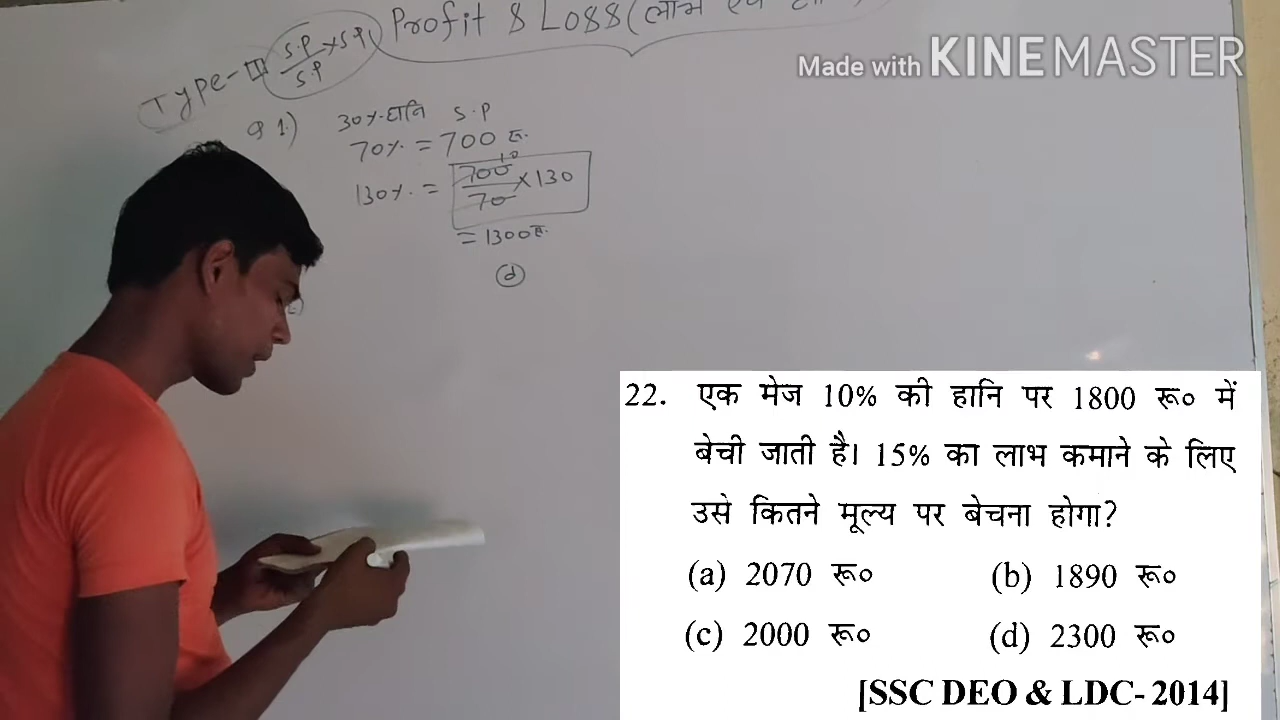 Profit & Loss (लाभ एवं
Made with KINEMASTER
Type-III S.P/S.P × S.P
Q 1.) 30% हानि S.P
70% = 700 रू.
130% = 700/70 × 130
10
= 1300 रू.
(d)
22. एक मेज 10% की हानि पर 1800 रू० में
बेची जाती है। 15% का लाभ कमाने के लिए
उसे कितने मूल्य पर बेचना होगा?
(a) 2070 रू० (b) 1890 रू०
(c) 2000 रू० (d) 2300 रू०
[SSC DEO & LDC- 2014]